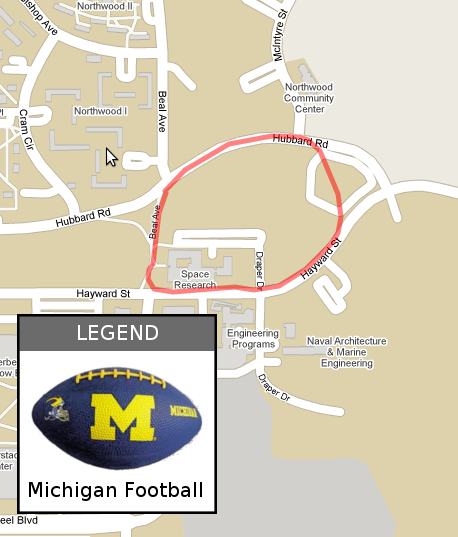 Northwood II
McIntyre St
Northwood
Community
Center
Beal Ave
Northwood I
Cram Cir
Hubbard Rd
Hubbard Rd
Beal Ave
Draper Dr
Hayward St
Space
Research
Hayward St
Engineering
Programs
Naval Architecture
& Marine
Engineering
Draper Dr
LEGEND
M
MICHIGAN
Michigan Football
eel Blvd